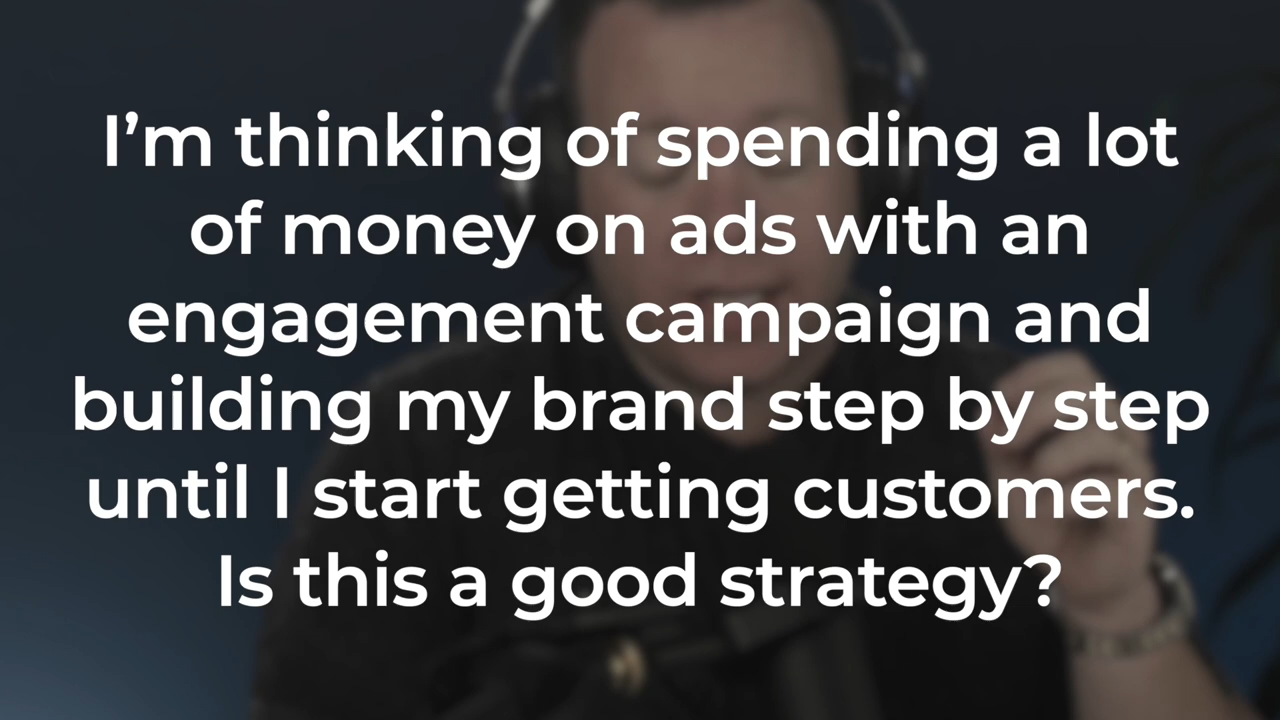 I’m thinking of spending a lot
of money on ads with an
engagement campaign and
building my brand step by step
until I start getting customers.
Is this a good strategy?